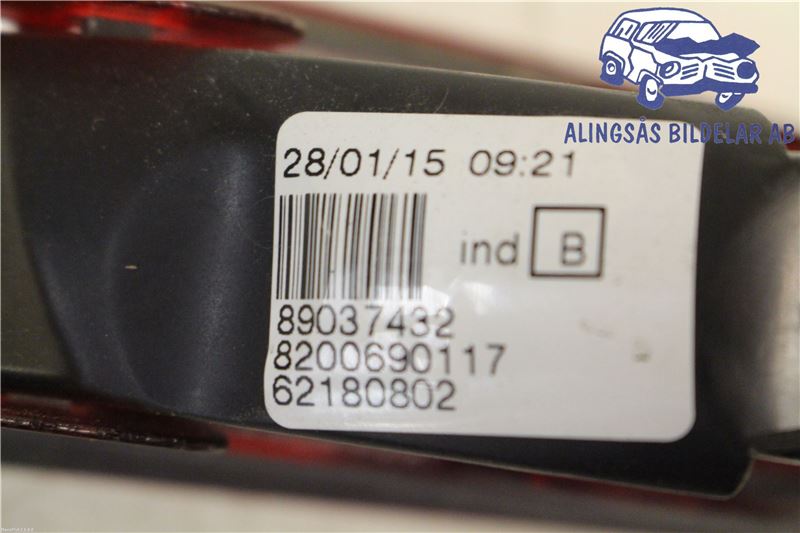 ALINGSÅS BILDELAR AB
28/01/15 09:21
ind B
89037432
8200690117
62180802